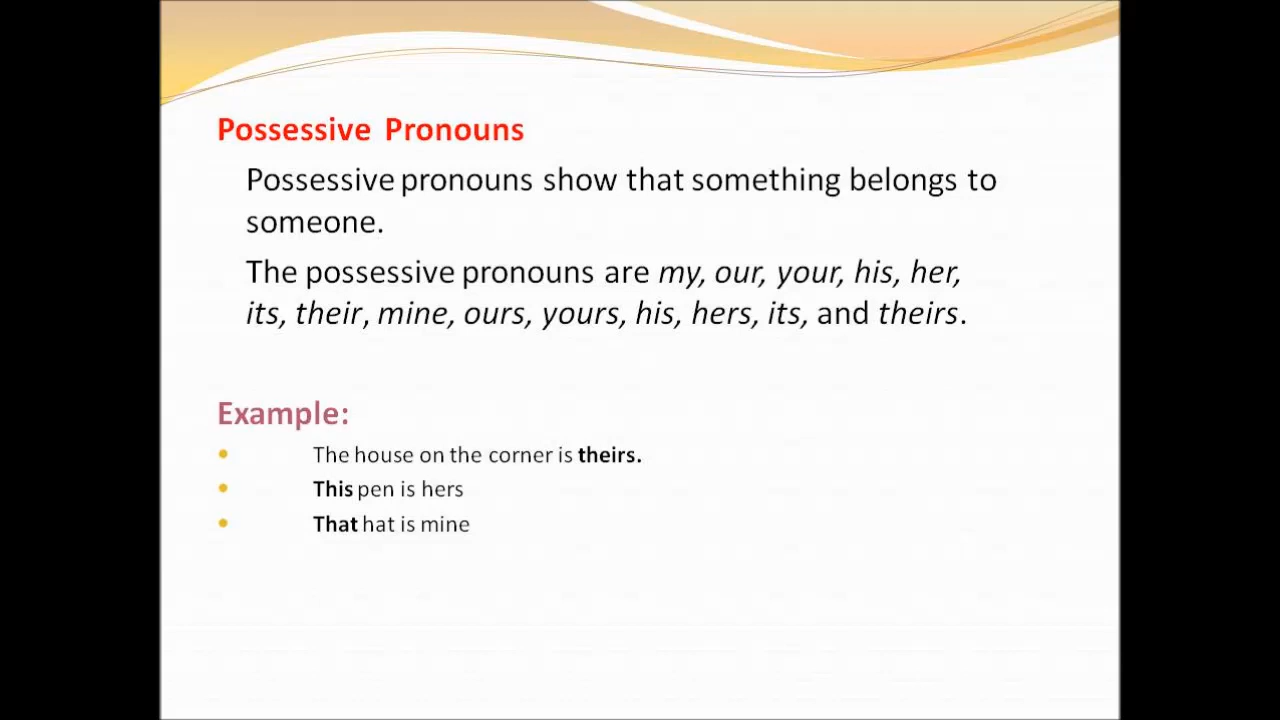 Possessive Pronouns
Possessive pronouns show that something belongs to
someone.
The possessive pronouns are my, our, your, his, her,
its, their, mine, ours, yours, his, hers, its, and theirs.
Example:
• The house on the corner is theirs.
• This pen is hers
• That hat is mine